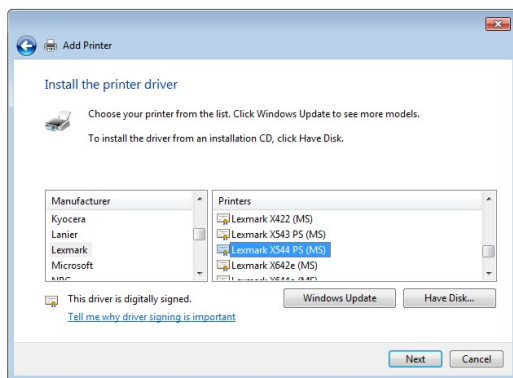 Add Printer
Install the printer driver
Choose your printer from the list. Click Windows Update to see more models.
To install the driver from an installation CD, click Have Disk.
Manufacturer
Kyocera
Lanier
Lexmark
Microsoft
Printers
Lexmark X422 (MS)
Lexmark X543 PS (MS)
Lexmark X544 PS (MS)
Lexmark X642e (MS)
This driver is digitally signed.
Tell me why driver signing is important
Windows Update
Have Disk...
Next
Cancel